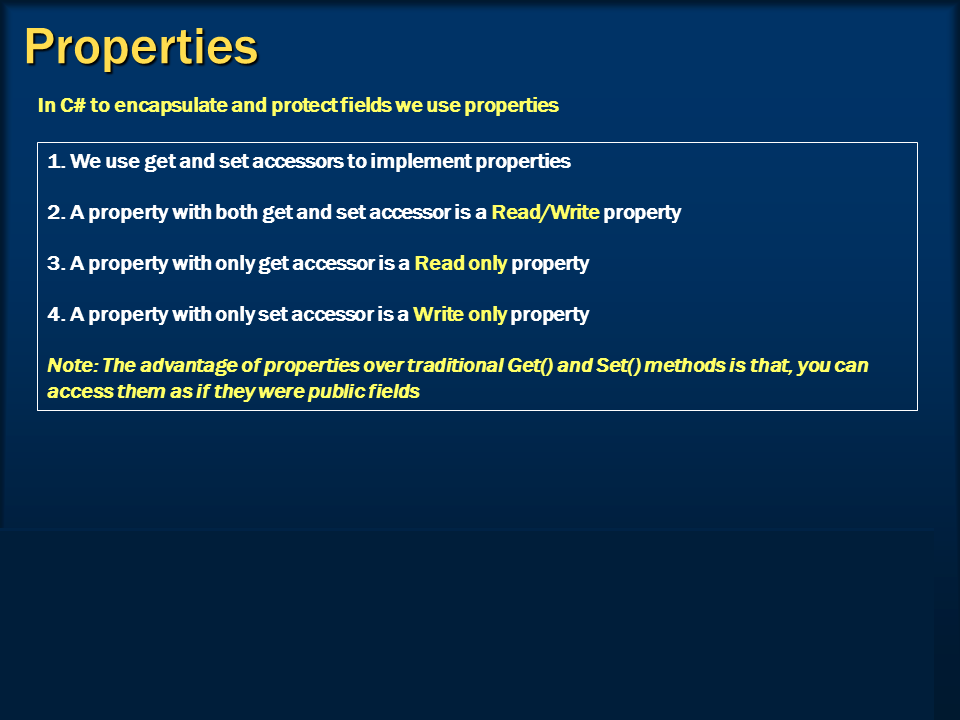 Properties
In C# to encapsulate and protect fields we use properties
1. We use get and set accessors to implement properties
2. A property with both get and set accessor is a Read/Write property
3. A property with only get accessor is a Read only property
4. A property with only set accessor is a Write only property
Note: The advantage of properties over traditional Get() and Set() methods is that, you can
access them as if they were public fields